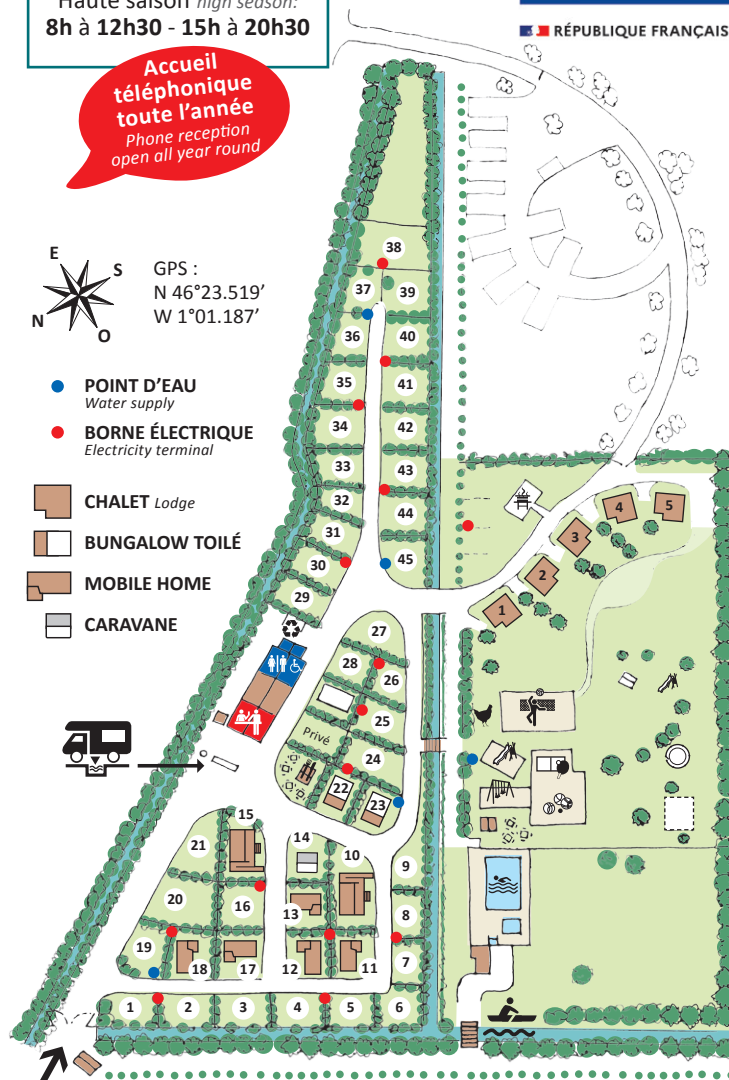 Haute saison high season:
8h à 12h30 - 15h à 20h30
RÉPUBLIQUE FRANÇAIS
Accueil
téléphonique
toute l'année
Phone reception
open all year round
E
S
N
O
GPS :
N 46°23.519'
W 1°01.187'
POINT D'EAU
Water supply
BORNE ÉLECTRIQUE
Electricity terminal
CHALET Lodge
BUNGALOW TOILÉ
MOBILE HOME
CARAVANE
38
37
39
36
40
35
41
34
42
33
43
32
44
31
30
45
29
5
4
3
2
1
27
28
26
25
Privé
24
22
23
15
14
21
10
9
20
16
13
8
19
18
17
12
11
7
1
2
3
4
5
6